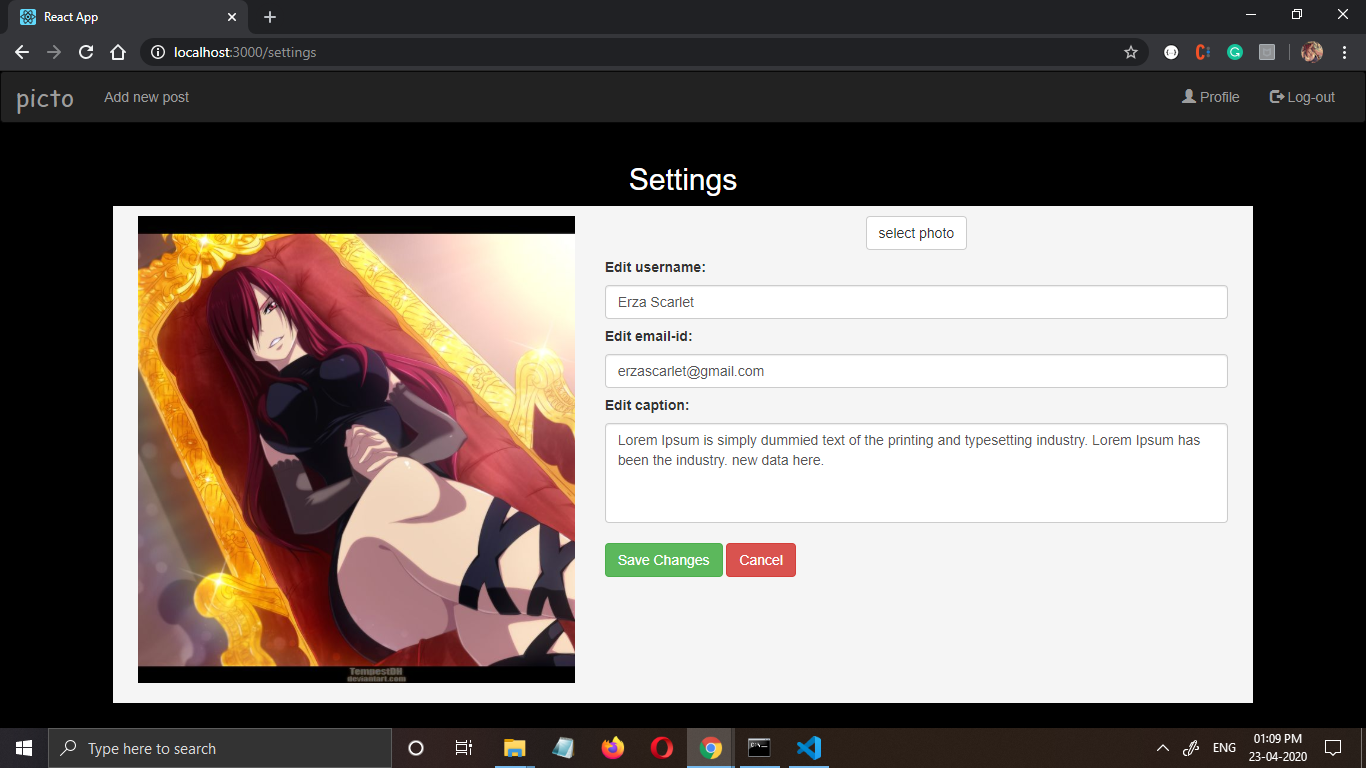 React App
localhost:3000/settings
picto
Add new post
Profile
Log-out
Settings
select photo
Edit username:
Erza Scarlet
Edit email-id:
erzascarlet@gmail.com
Edit caption:
Lorem Ipsum is simply dummied text of the printing and typesetting industry. Lorem Ipsum has
been the industry. new data here.
Save Changes
Cancel
TempestDH
deviantart.com
Type here to search
ENG
01:09 PM
23-04-2020